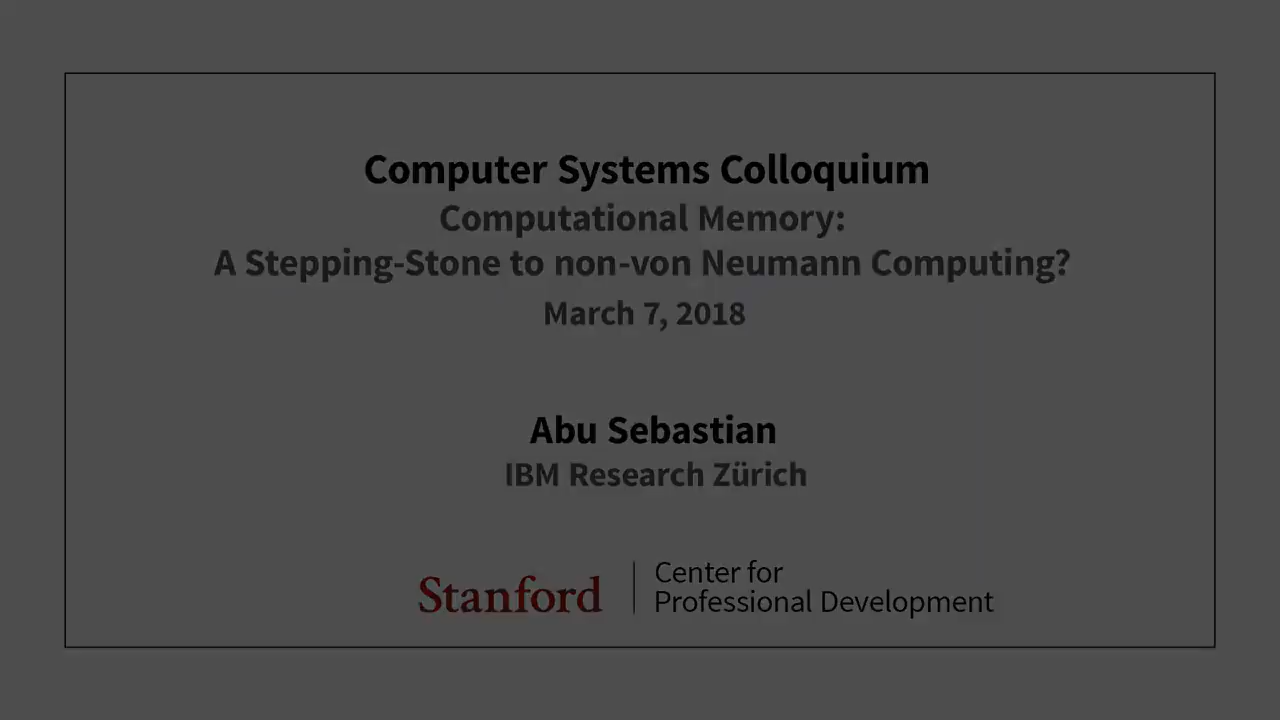 Computer Systems Colloquium
Computational Memory:
A Stepping-Stone to non-von Neumann Computing?
March 7, 2018
Abu Sebastian
IBM Research Zürich
Stanford
Center for
Professional Development